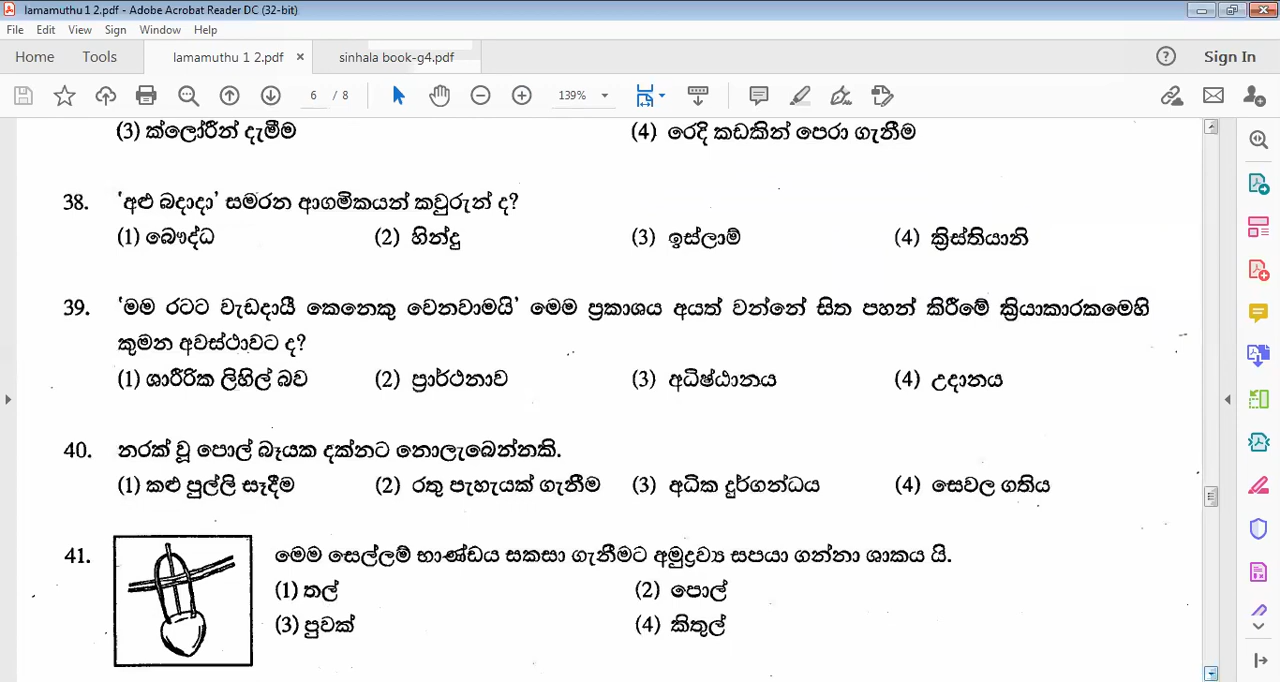 lamamuthu 1 2.pdf - Adobe Acrobat Reader DC (32-bit)
File Edit View Sign Window Help
Home Tools lamamuthu 1 2.pdf × sinhala book-g4.pdf Sign In
6 / 8 139%
(3) ක්ලෝරීන් දැමීම (4) රෙදි කඩකින් පෙරා ගැනීම
38. ‘අළු බදාදා’ සමරන ආගමිකයන් කවුරුන් ද?
(1) බෞද්ධ (2) හින්දු (3) ඉස්ලාම් (4) ක්‍රිස්තියානි
39. ‘මම රටට වැඩදායී කෙනෙකු වෙනවාමයි’ මෙම ප්‍රකාශය අයත් වන්නේ සිත පහන් කිරීමේ ක්‍රියාකාරකමෙහි
කුමන අවස්ථාවට ද?
(1) ශාරීරික ලිහිල් බව (2) ප්‍රාර්ථනාව (3) අධිෂ්ඨානය (4) උදානය
40. නරක් වූ පොල් බෑයක දක්නට නොලැබෙන්නකි.
(1) කළු පුල්ලි සෑදීම (2) රතු පැහැයක් ගැනීම (3) අධික දුර්ගන්ධය (4) සෙවල ගතිය
41. මෙම සෙල්ලම් භාණ්ඩය සකසා ගැනීමට අමුද්‍රව්‍ය සපයා ගන්නා ශාකය යි.
(1) තල් (2) පොල්
(3) පුවක් (4) කිතුල්